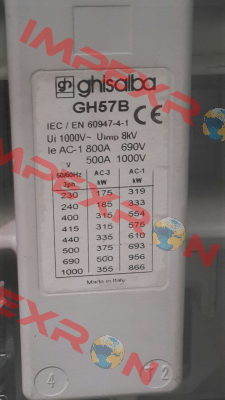 gh ghisalba
GH57B
IEC / EN 60947-4-1 CE
Ui 1000V~ Uimp 8kV
Ie AC-1 800A 690V
500A 1000V
V AC-3 AC-1
50/60Hz kW kW
3ph
230 175 319
240 185 333
400 315 554
415 315 575
440 335 610
500 375 693
690 500 956
1000 355 866
Made in Italy
4 2
IMPEXRON
IMPEXRON